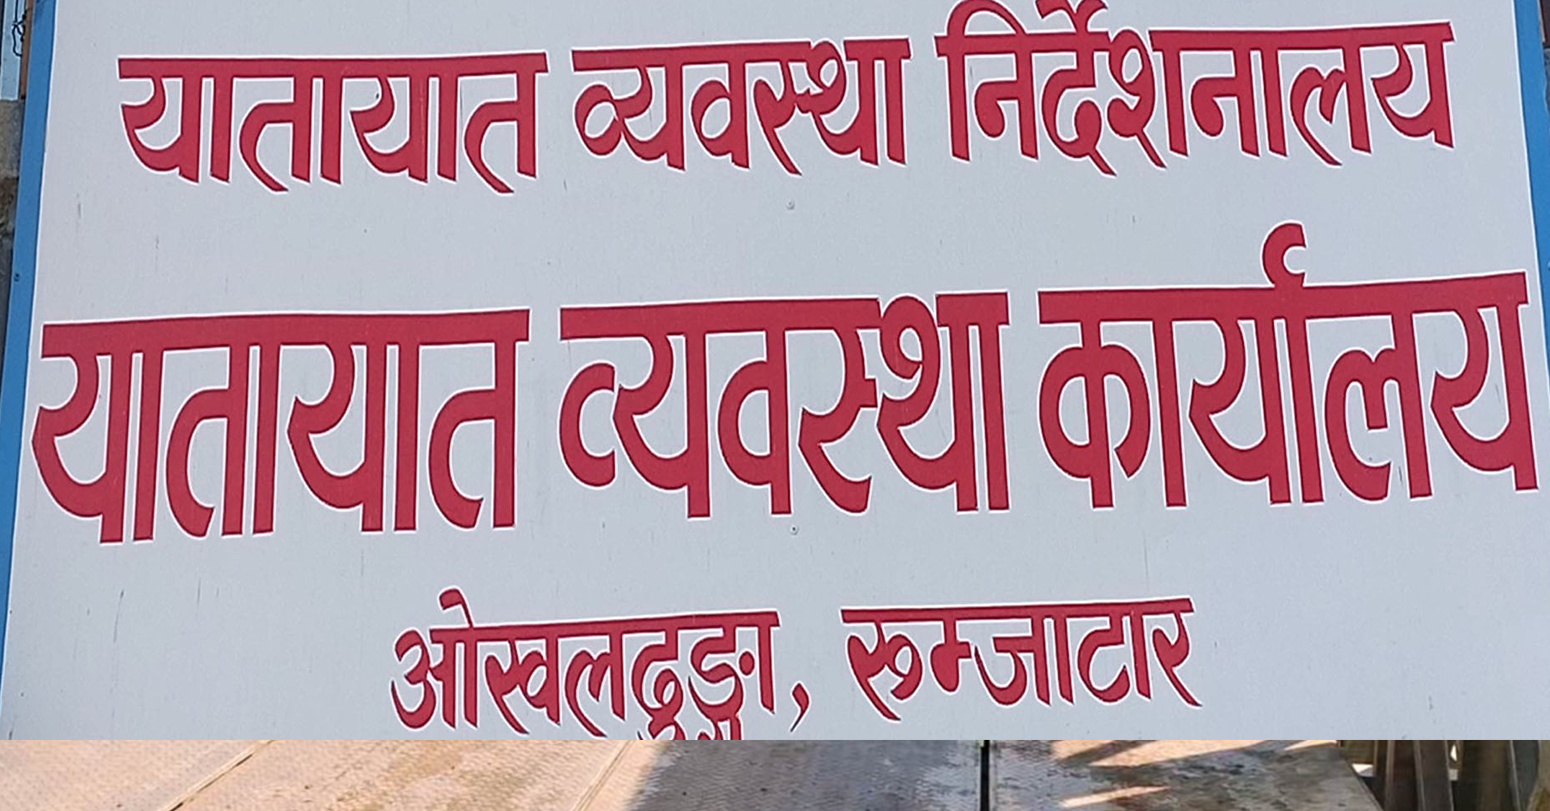 यातायात व्यवस्था निर्देशनालय
यातायात व्यवस्था कार्यालय
ओखलढुङ्गा, रूम्जाटार